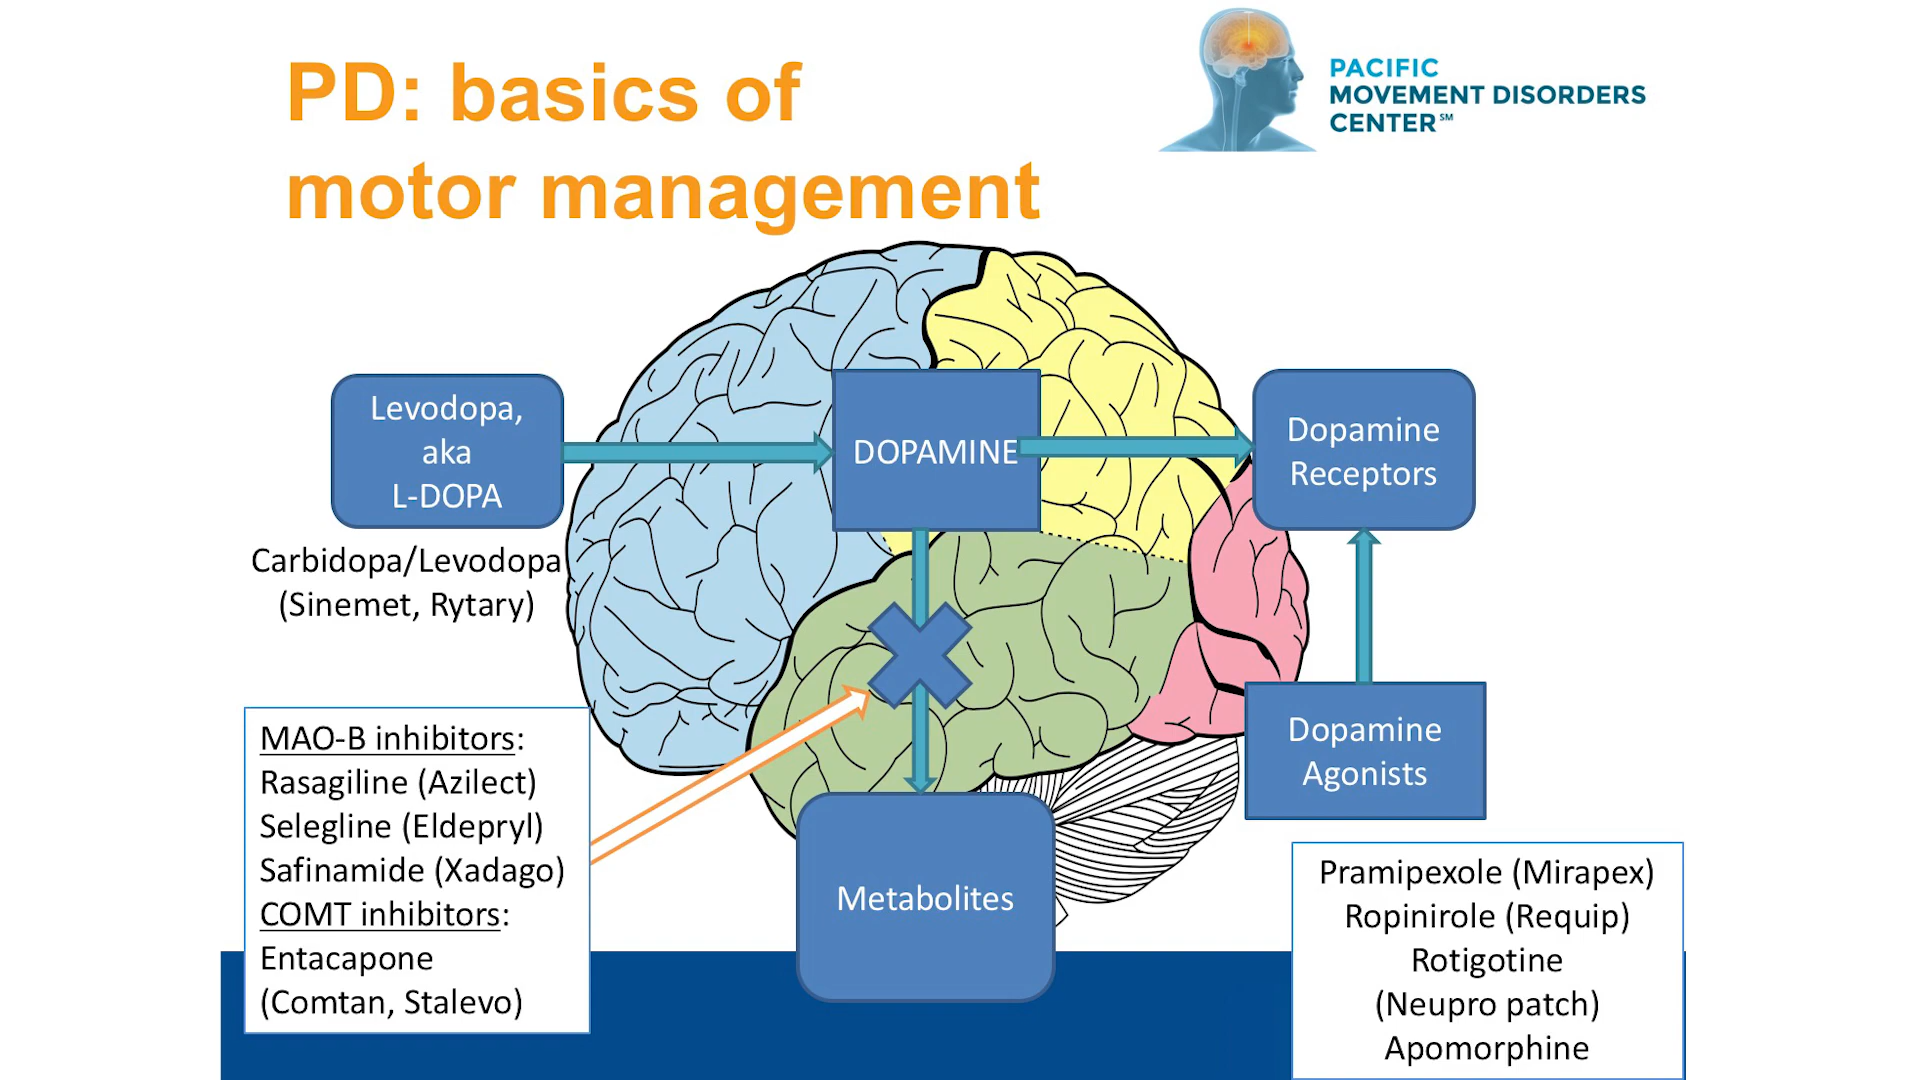 PD: basics of
motor management
PACIFIC
MOVEMENT DISORDERS
CENTER℠
Levodopa,
aka
L-DOPA
DOPAMINE
Dopamine
Receptors
Carbidopa/Levodopa
(Sinemet, Rytary)
MAO-B inhibitors:
Rasagiline (Azilect)
Selegline (Eldepryl)
Safinamide (Xadago)
COMT inhibitors:
Entacapone
(Comtan, Stalevo)
Metabolites
Dopamine
Agonists
Pramipexole (Mirapex)
Ropinirole (Requip)
Rotigotine
(Neupro patch)
Apomorphine